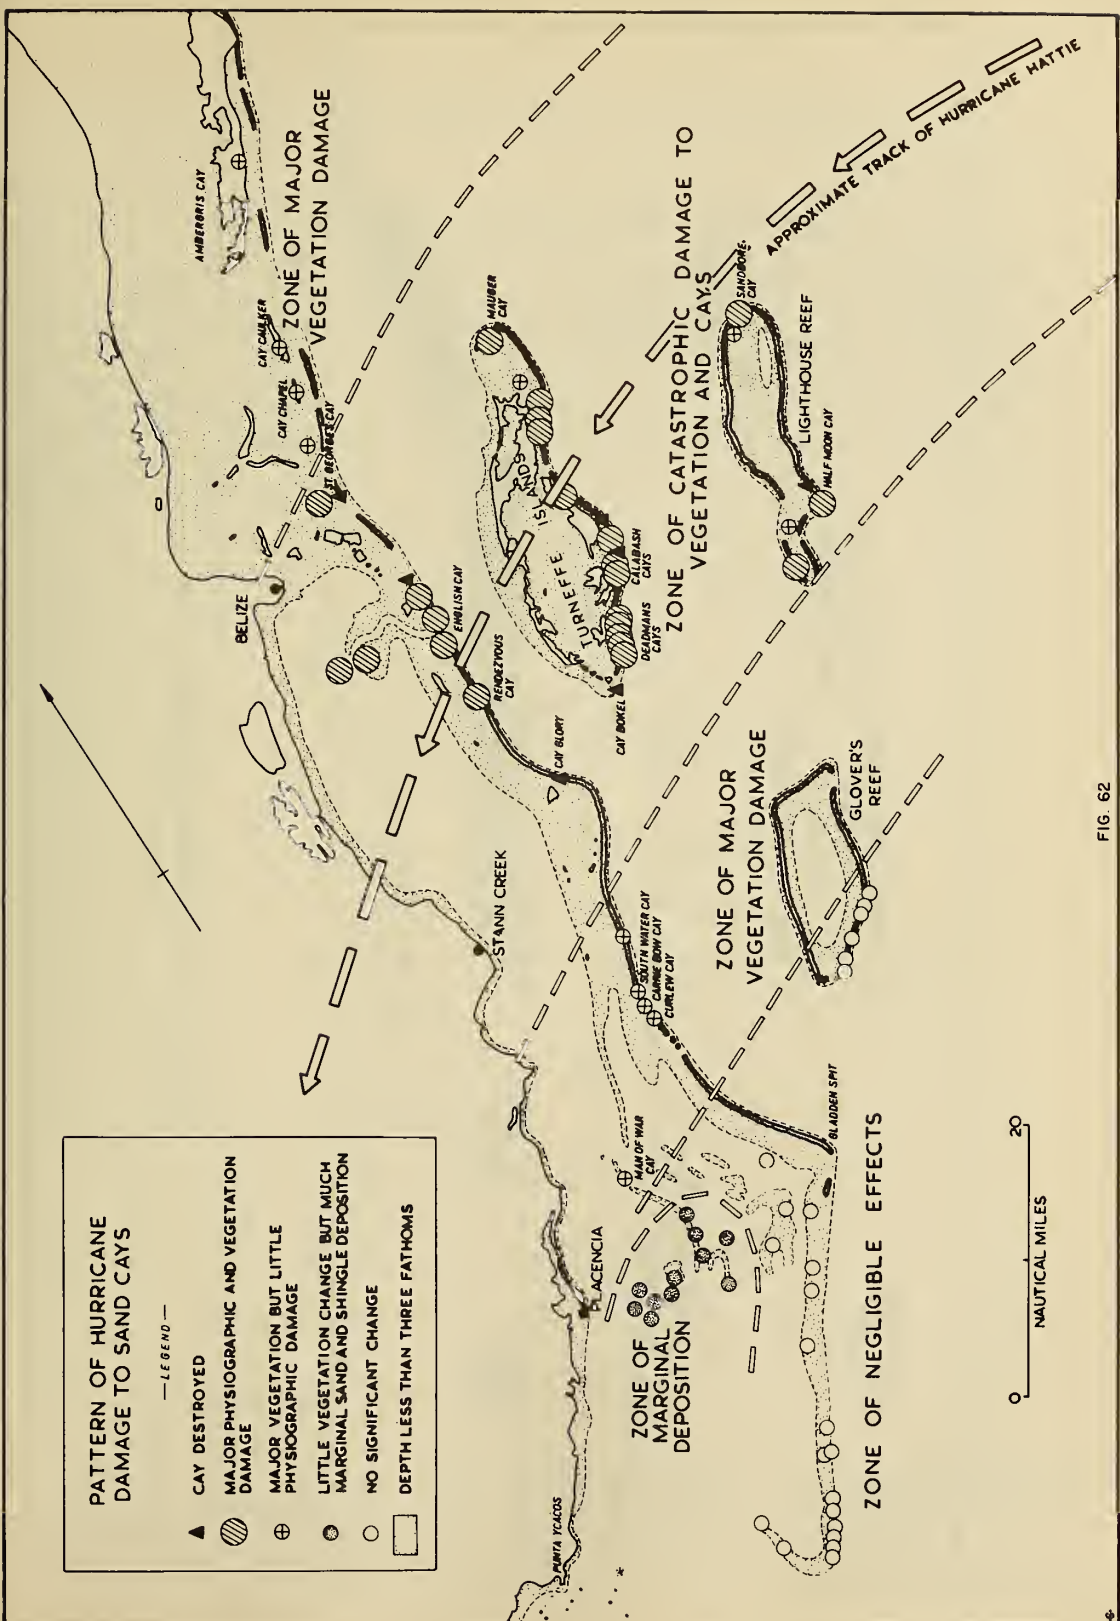 PATTERN OF HURRICANE
DAMAGE TO SAND CAYS
—LEGEND—
CAY DESTROYED
MAJOR PHYSIOGRAPHIC AND VEGETATION
DAMAGE
MAJOR VEGETATION BUT LITTLE
PHYSIOGRAPHIC DAMAGE
LITTLE VEGETATION CHANGE BUT MUCH
MARGINAL SAND AND SHINGLE DEPOSITION
NO SIGNIFICANT CHANGE
DEPTH LESS THAN THREE FATHOMS
AMBERGRIS CAY
ZONE OF MAJOR
VEGETATION DAMAGE
CAY CAULKER
CAY CHAPEL
ST GEORGE'S CAY
BELIZE
ENGLISH CAY
RENDEZVOUS
CAY
CAY GLORY
STANN CREEK
MAUGER
CAY
TURNEFFE ISLANDS
CALABASH
CAYS
DEADMANS
CAYS
CAY BOKEL
ZONE OF CATASTROPHIC DAMAGE TO
VEGETATION AND CAYS
APPROXIMATE TRACK OF HURRICANE HATTIE
SANDBORE
CAY
LIGHTHOUSE REEF
HALF MOON CAY
ZONE OF MAJOR
VEGETATION DAMAGE
GLOVER'S
REEF
SOUTH WATER CAY
CARRIE BOW CAY
CURLEW CAY
GLADDEN SPIT
MAN OF WAR
CAY
PLACENCIA
ZONE OF
MARGINAL
DEPOSITION
ZONE OF NEGLIGIBLE EFFECTS
PUNTA YCACOS
0 20
NAUTICAL MILES
FIG. 62